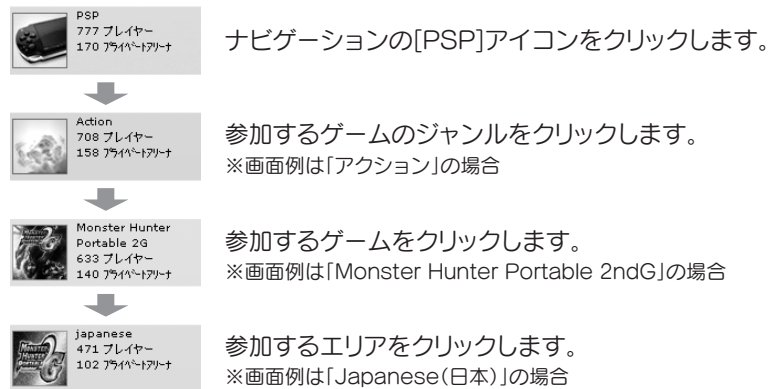 PSP
777 プレイヤー
170 プライベートアリーナ
ナビゲーションの[PSP]アイコンをクリックします。
Action
708 プレイヤー
158 プライベートアリーナ
参加するゲームのジャンルをクリックします。
※画面例は「アクション」の場合
Monster Hunter
Portable 2G
633 プレイヤー
140 プライベートアリーナ
参加するゲームをクリックします。
※画面例は「Monster Hunter Portable 2ndG」の場合
japanese
471 プレイヤー
102 プライベートアリーナ
参加するエリアをクリックします。
※画面例は「Japanese(日本)」の場合